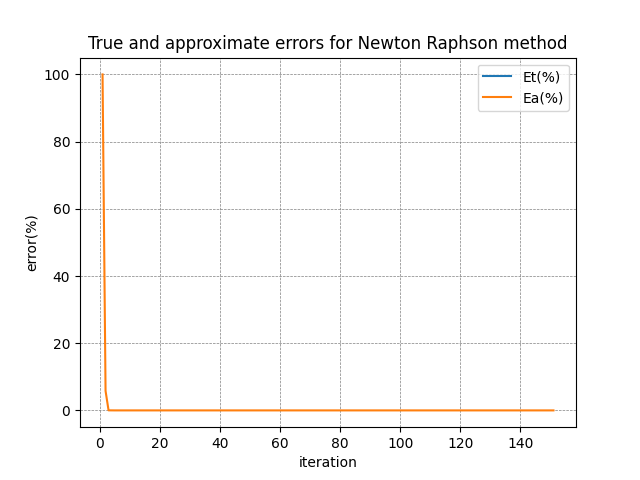 True and approximate errors for Newton Raphson method
Et(%)
Ea(%)
error(%)
100
80
60
40
20
0
0 20 40 60 80 100 120 140
iteration